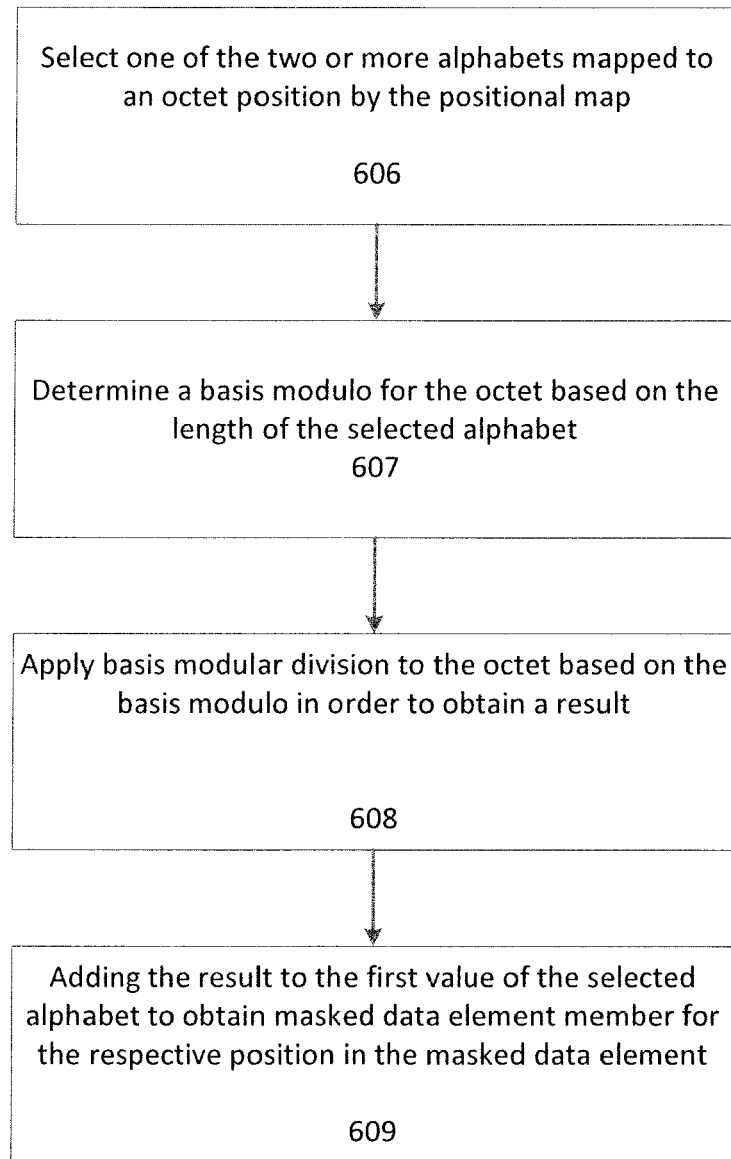 Select one of the two or more alphabets mapped to
an octet position by the positional map
606
Determine a basis modulo for the octet based on the
length of the selected alphabet
607
Apply basis modular division to the octet based on the
basis modulo in order to obtain a result
608
Adding the result to the first value of the selected
alphabet to obtain masked data element member for
the respective position in the masked data element
609